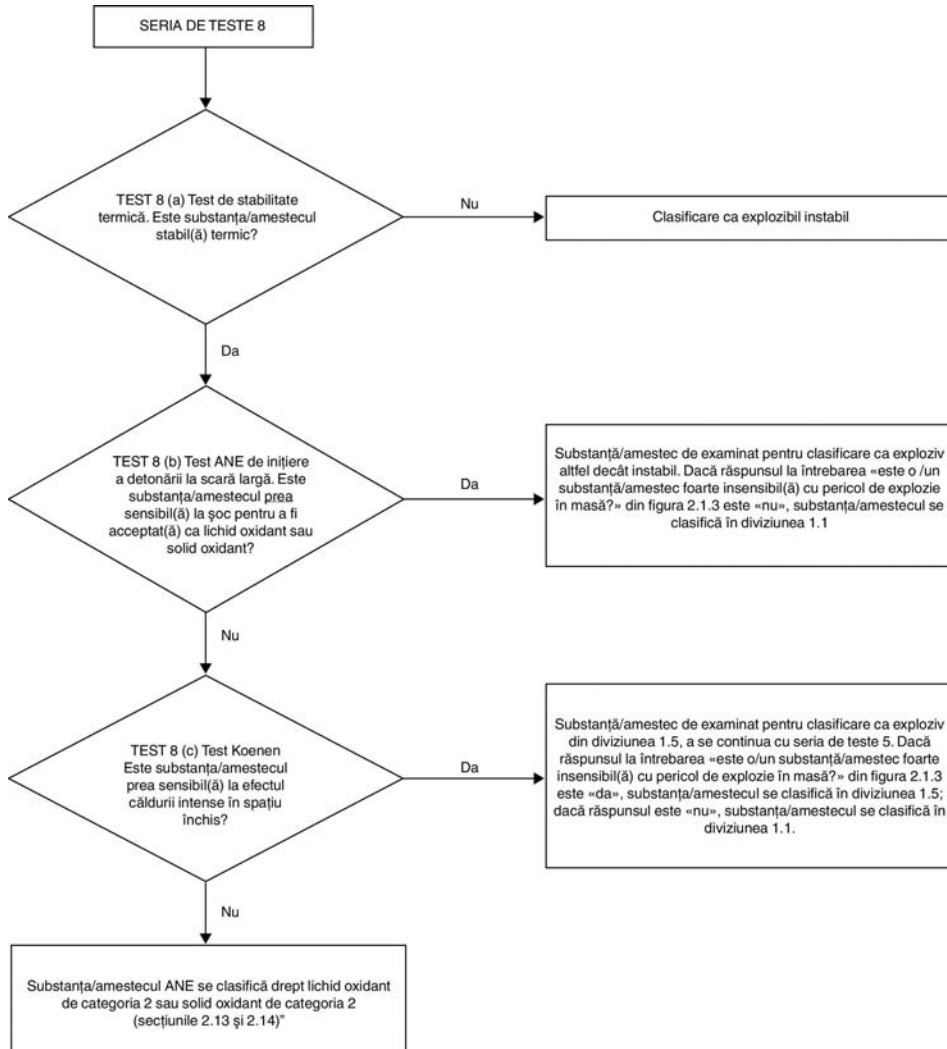 SERIA DE TESTE 8
TEST 8 (a) Test de stabilitate
termică. Este substanța/amestecul
stabil(ă) termic?
Nu
Clasificare ca explozibil instabil
Da
TEST 8 (b) Test ANE de inițiere
a detonării la scară largă. Este
substanța/amestecul prea
sensibil(ă) la șoc pentru a fi
acceptat(ă) ca lichid oxidant sau
solid oxidant?
Da
Substanță/amestec de examinat pentru clasificare ca exploziv
altfel decât instabil. Dacă răspunsul la întrebarea «este o /un
substanță/amestec foarte insensibil(ă) cu pericol de explozie
în masă?» din figura 2.1.3 este «nu», substanța/amestecul se
clasifică în diviziunea 1.1
Nu
TEST 8 (c) Test Koenen
Este substanța/amestecul
prea sensibil(ă) la efectul
căldurii intense în spațiu
închis?
Da
Substanță/amestec de examinat pentru clasificare ca exploziv
din diviziunea 1.5, a se continua cu seria de teste 5. Dacă
răspunsul la întrebarea «este o/un substanță/amestec foarte
insensibil(ă) cu pericol de explozie în masă?» din figura 2.1.3
este «da», substanța/amestecul se clasifică în diviziunea 1.5;
dacă răspunsul este «nu», substanța/amestecul se clasifică în
diviziunea 1.1.
Nu
Substanța/amestecul ANE se clasifică drept lichid oxidant
de categoria 2 sau solid oxidant de categoria 2
(secțiunile 2.13 și 2.14)”